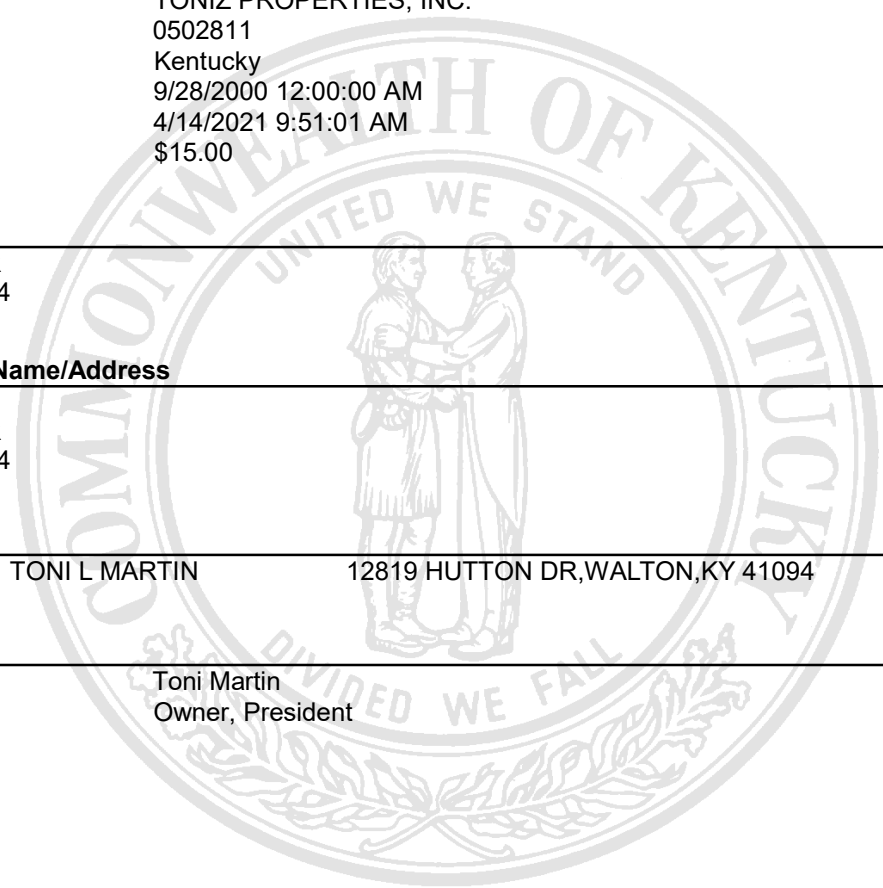 TONIZ PROPERTIES, INC.
0502811
Kentucky
9/28/2000 12:00:00 AM
4/14/2021 9:51:01 AM
$15.00
4
Name/Address
4
TONI L MARTIN 12819 HUTTON DR,WALTON,KY 41094
Toni Martin
Owner, President
COMMONWEALTH OF KENTUCKY
UNITED WE STAND
DIVIDED WE FALL